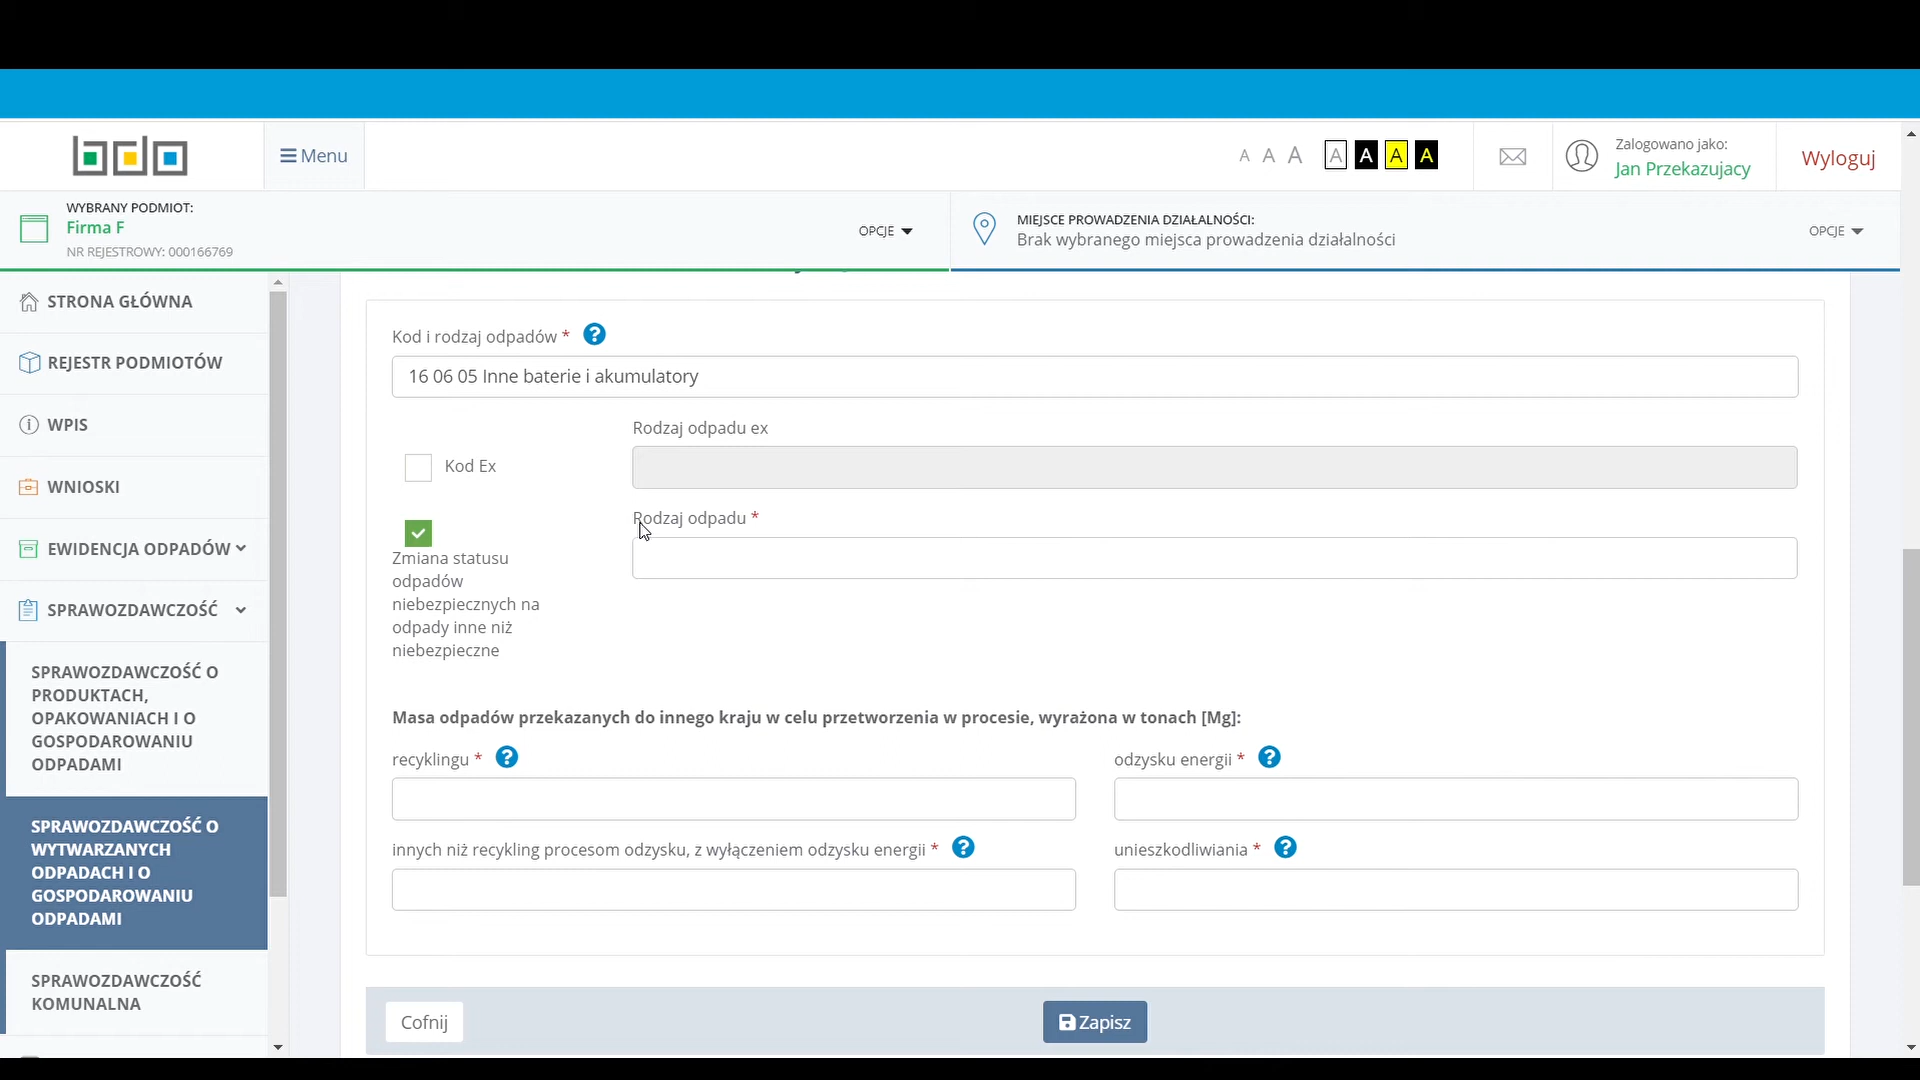 bdo
Menu
A A A A A A A
Zalogowano jako:
Jan Przekazujacy
Wyloguj
WYBRANY PODMIOT:
Firma F
NR REJESTROWY: 000166769
OPCJE
MIEJSCE PROWADZENIA DZIAŁALNOŚCI:
Brak wybranego miejsca prowadzenia działalności
OPCJE
STRONA GŁÓWNA
REJESTR PODMIOTÓW
WPIS
WNIOSKI
EWIDENCJA ODPADÓW
SPRAWOZDAWCZOŚĆ
SPRAWOZDAWCZOŚĆ O
PRODUKTACH,
OPAKOWANIACH I O
GOSPODAROWANIU
ODPADAMI
SPRAWOZDAWCZOŚĆ O
WYTWARZANYCH
ODPADACH I O
GOSPODAROWANIU
ODPADAMI
SPRAWOZDAWCZOŚĆ
KOMUNALNA
Kod i rodzaj odpadów * ?
16 06 05 Inne baterie i akumulatory
Rodzaj odpadu ex
Kod Ex
Rodzaj odpadu *
Zmiana statusu
odpadów
niebezpiecznych na
odpady inne niż
niebezpieczne
Masa odpadów przekazanych do innego kraju w celu przetworzenia w procesie, wyrażona w tonach [Mg]:
recyklingu * ?
odzysku energii * ?
innych niż recykling procesom odzysku, z wyłączeniem odzysku energii * ?
unieszkodliwiania * ?
Cofnij
Zapisz